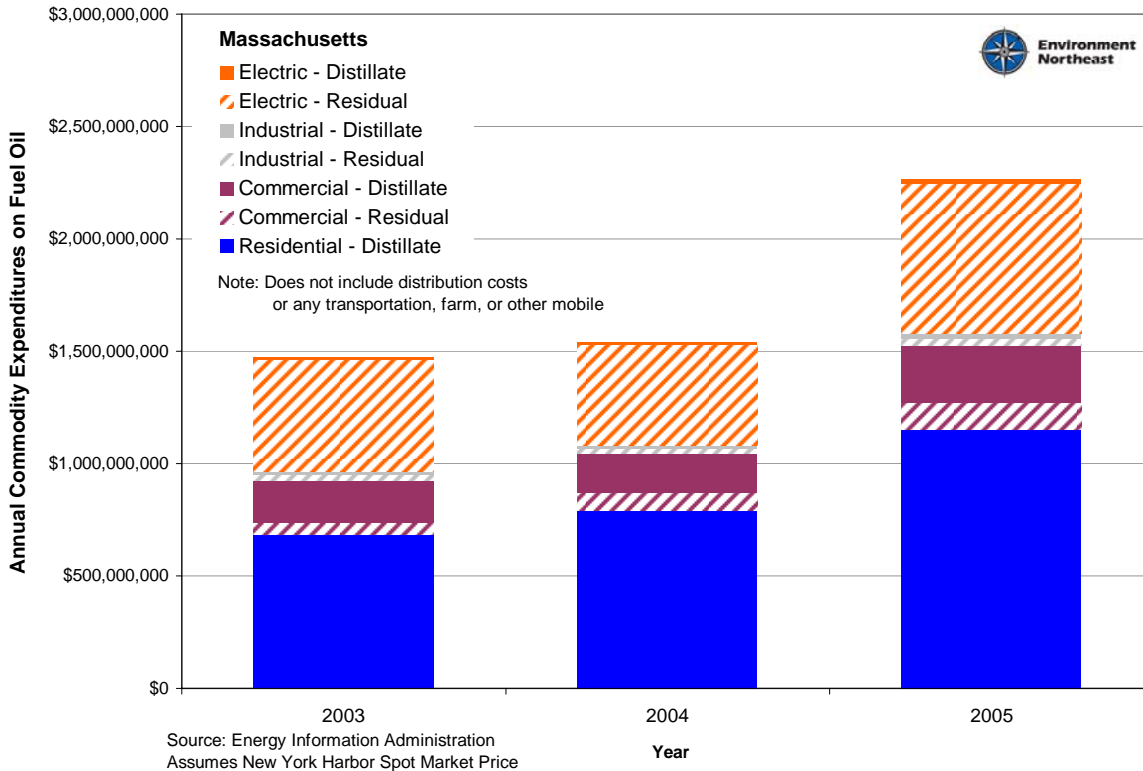 $3,000,000,000
$2,500,000,000
$2,000,000,000
$1,500,000,000
$1,000,000,000
$500,000,000
$0
Annual Commodity Expenditures on Fuel Oil
Massachusetts
Electric - Distillate
Electric - Residual
Industrial - Distillate
Industrial - Residual
Commercial - Distillate
Commercial - Residual
Residential - Distillate
Note: Does not include distribution costs
or any transportation, farm, or other mobile
Environment
Northeast
2003
2004
2005
Year
Source: Energy Information Administration
Assumes New York Harbor Spot Market Price